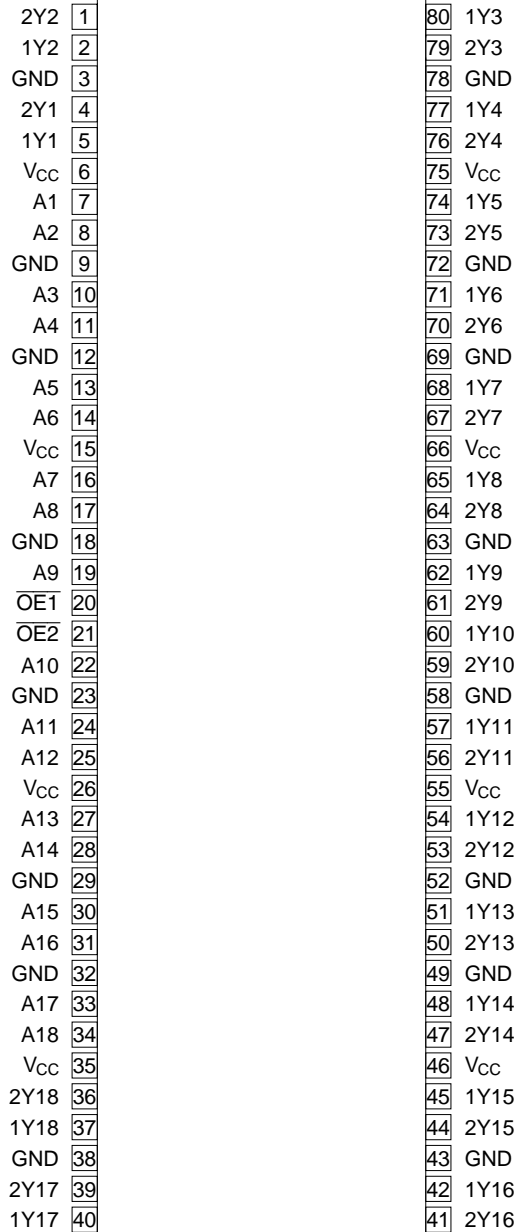 2Y2 1 80 1Y3
1Y2 2 79 2Y3
GND 3 78 GND
2Y1 4 77 1Y4
1Y1 5 76 2Y4
VCC 6 75 VCC
A1 7 74 1Y5
A2 8 73 2Y5
GND 9 72 GND
A3 10 71 1Y6
A4 11 70 2Y6
GND 12 69 GND
A5 13 68 1Y7
A6 14 67 2Y7
VCC 15 66 VCC
A7 16 65 1Y8
A8 17 64 2Y8
GND 18 63 GND
A9 19 62 1Y9
O̅E̅1̅ 20 61 2Y9
O̅E̅2̅ 21 60 1Y10
A10 22 59 2Y10
GND 23 58 GND
A11 24 57 1Y11
A12 25 56 2Y11
VCC 26 55 VCC
A13 27 54 1Y12
A14 28 53 2Y12
GND 29 52 GND
A15 30 51 1Y13
A16 31 50 2Y13
GND 32 49 GND
A17 33 48 1Y14
A18 34 47 2Y14
VCC 35 46 VCC
2Y18 36 45 1Y15
1Y18 37 44 2Y15
GND 38 43 GND
2Y17 39 42 1Y16
1Y17 40 41 2Y16